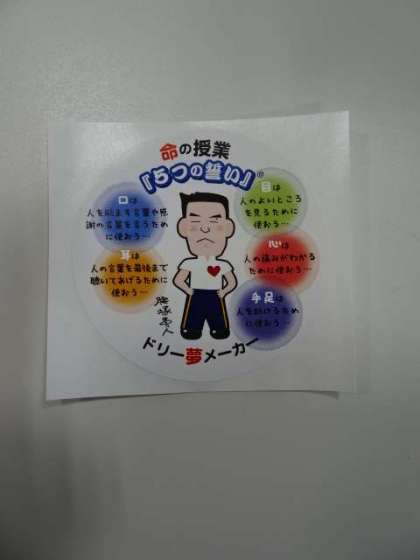 命の授業
『5つの誓い』®
口は
人を励ます言葉や感
謝の言葉を言うため
に使おう…
耳は
人の言葉を最後まで
聴いてあげるために
使おう…
目は
人のよいところ
を見るために
使おう…
心は
人の痛みがわかる
ために使おう…
手足は
人を助けるため
に使おう…
ドリー夢メーカー